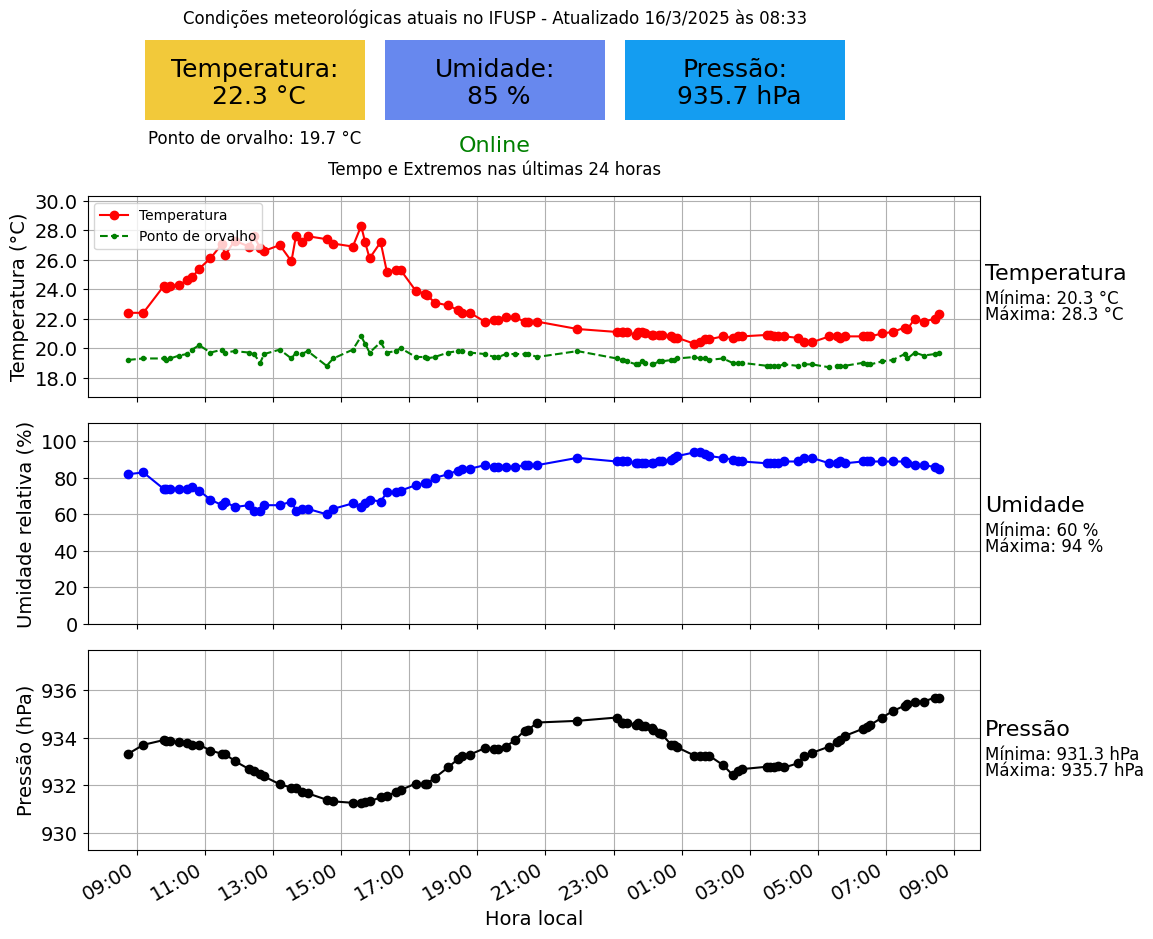 Condições meteorológicas atuais no IFUSP - Atualizado 16/3/2025 às 08:33
Temperatura:
22.3 °C
Umidade:
85 %
Pressão:
935.7 hPa
Ponto de orvalho: 19.7 °C
Online
Tempo e Extremos nas últimas 24 horas
Temperatura (°C)
30.0
28.0
26.0
24.0
22.0
20.0
18.0
Temperatura
Ponto de orvalho
Temperatura
Mínima: 20.3 °C
Máxima: 28.3 °C
Umidade relativa (%)
100
80
60
40
20
0
Umidade
Mínima: 60 %
Máxima: 94 %
Pressão (hPa)
936
934
932
930
Pressão
Mínima: 931.3 hPa
Máxima: 935.7 hPa
09:00 11:00 13:00 15:00 17:00 19:00 21:00 23:00 01:00 03:00 05:00 07:00 09:00
Hora local